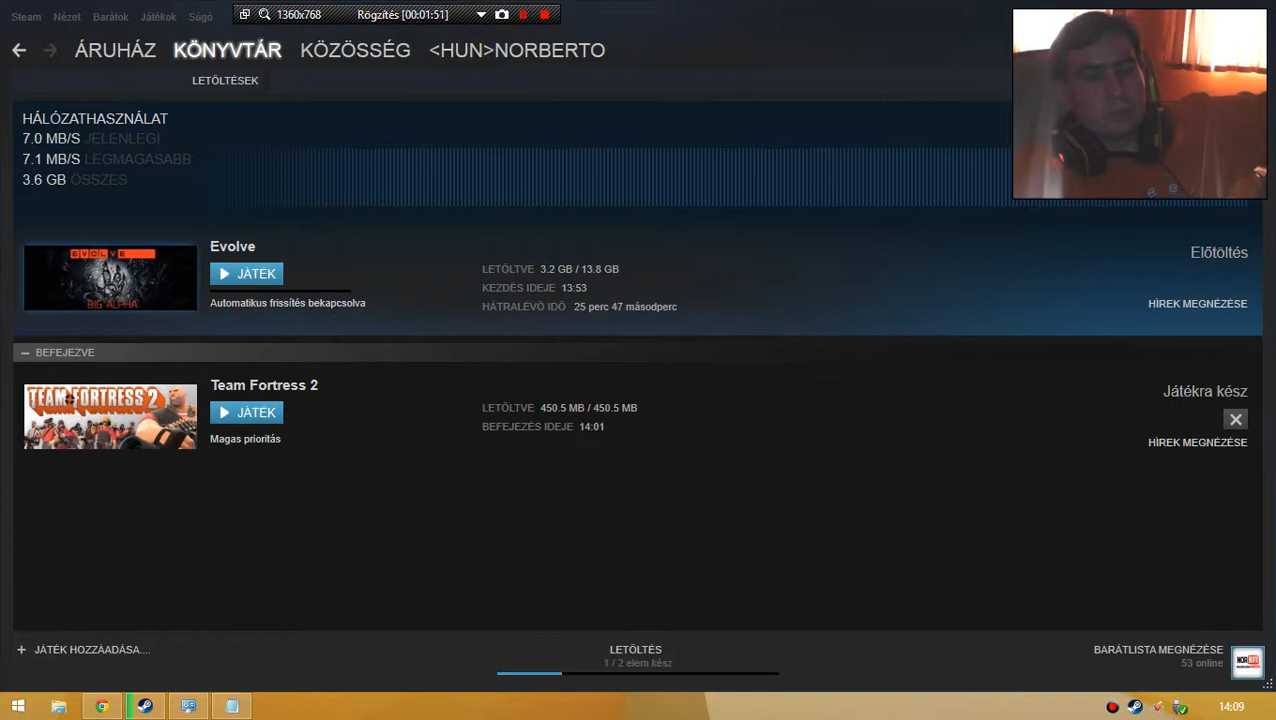 Steam Nézet Barátok Játékok Súgó
1360x768 Rögzítés [00:01:51]
ÁRUHÁZ KÖNYVTÁR KÖZÖSSÉG <HUN>NORBERTO
LETÖLTÉSEK
HÁLÓZATHASZNÁLAT
7.0 MB/S JELENLEGI
7.1 MB/S LEGMAGASABB
3.6 GB ÖSSZES
EVOLVE
BIG ALPHA
Evolve
JÁTÉK
Automatikus frissítés bekapcsolva
LETÖLTVE 3.2 GB / 13.8 GB
KEZDÉS IDEJE 13:53
HÁTRALÉVŐ IDŐ 25 perc 47 másodperc
Előtöltés
HÍREK MEGNÉZÉSE
BEFEJEZVE
TEAM FORTRESS 2
Team Fortress 2
JÁTÉK
Magas prioritás
LETÖLTVE 450.5 MB / 450.5 MB
BEFEJEZÉS IDEJE 14:01
Játékra kész
HÍREK MEGNÉZÉSE
+ JÁTÉK HOZZÁADÁSA....
LETÖLTÉS
1 / 2 elem kész
BARÁTLISTA MEGNÉZÉSE
53 online
14:09